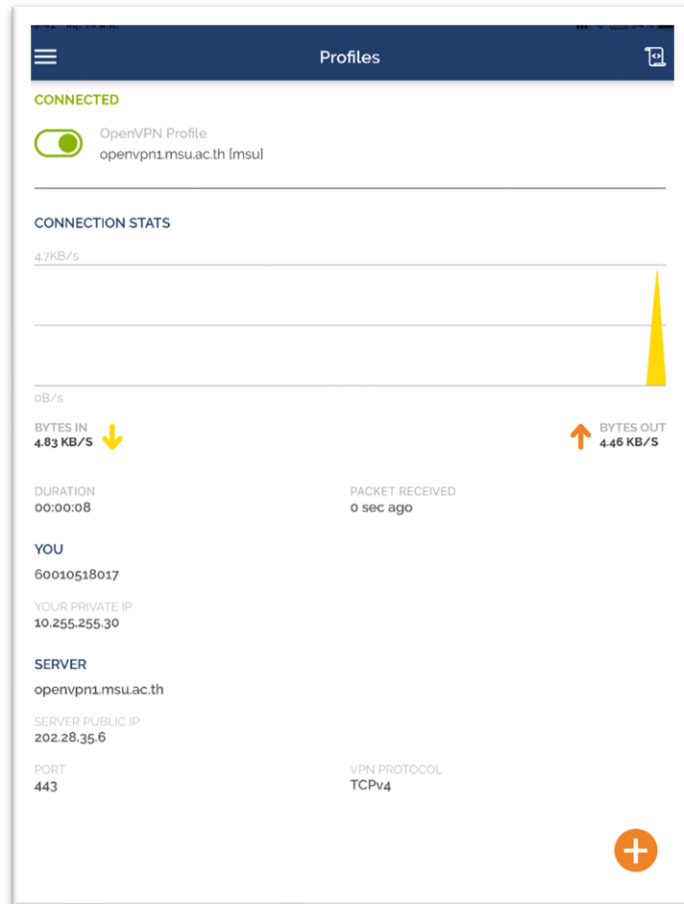 Profiles
CONNECTED
OpenVPN Profile
openvpn1.msu.ac.th [msu]
CONNECTION STATS
4.7KB/s
0B/s
BYTES IN
4.83 KB/S
BYTES OUT
4.46 KB/S
DURATION
00:00:08
PACKET RECEIVED
0 sec ago
YOU
60010518017
YOUR PRIVATE IP
10.255.255.30
SERVER
openvpn1.msu.ac.th
SERVER PUBLIC IP
202.28.35.6
PORT
443
VPN PROTOCOL
TCPv4